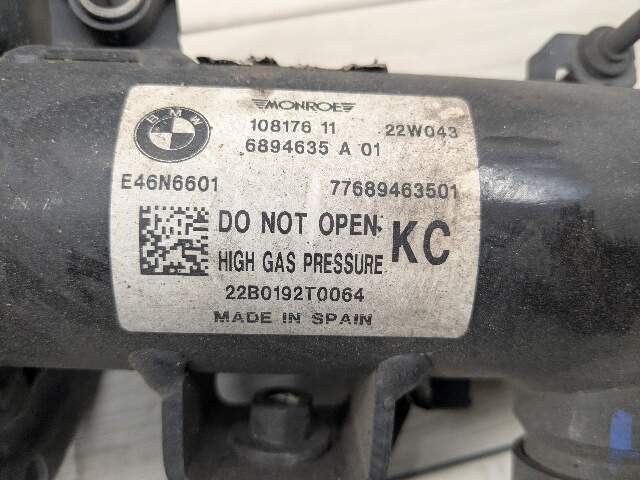 BMW
MONROE
108176 11 22W043
6894635 A 01
E46N6601 77689463501
DO NOT OPEN:
HIGH GAS PRESSURE
KC
22B0192T0064
MADE IN SPAIN